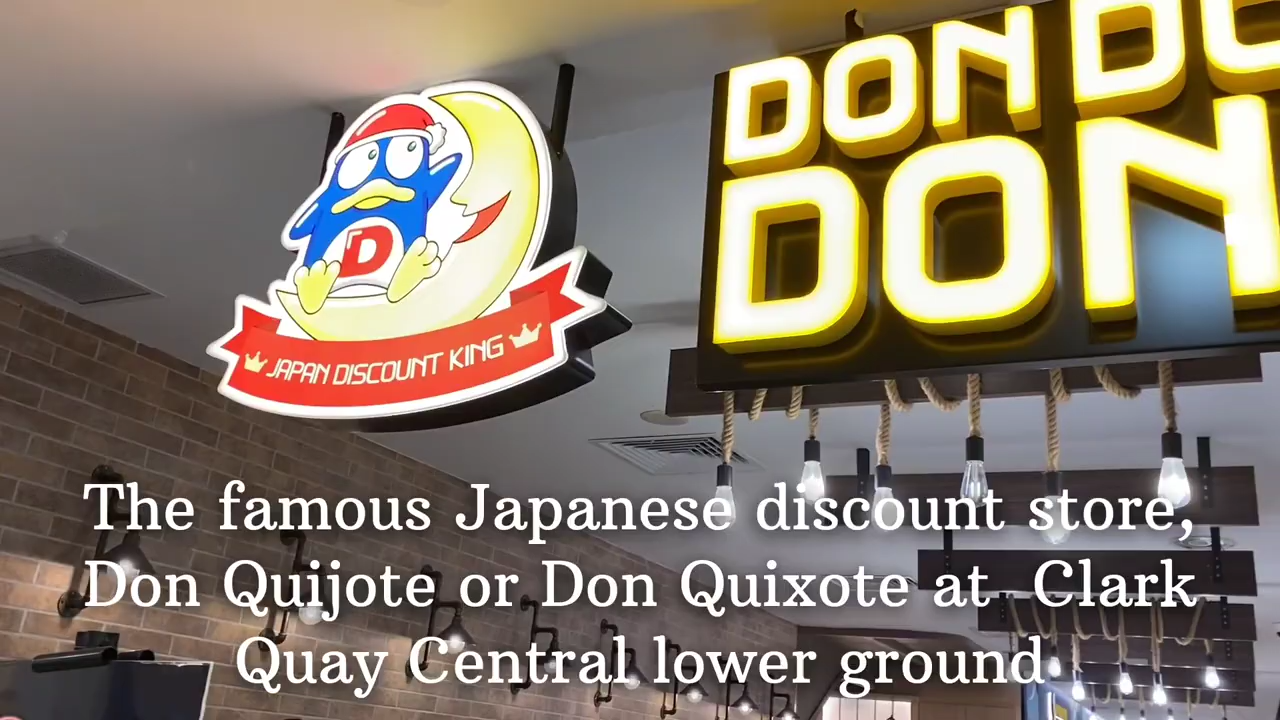 DON DO
DON
D
JAPAN DISCOUNT KING
The famous Japanese discount store,
Don Quijote or Don Quixote at Clark
Quay Central lower ground